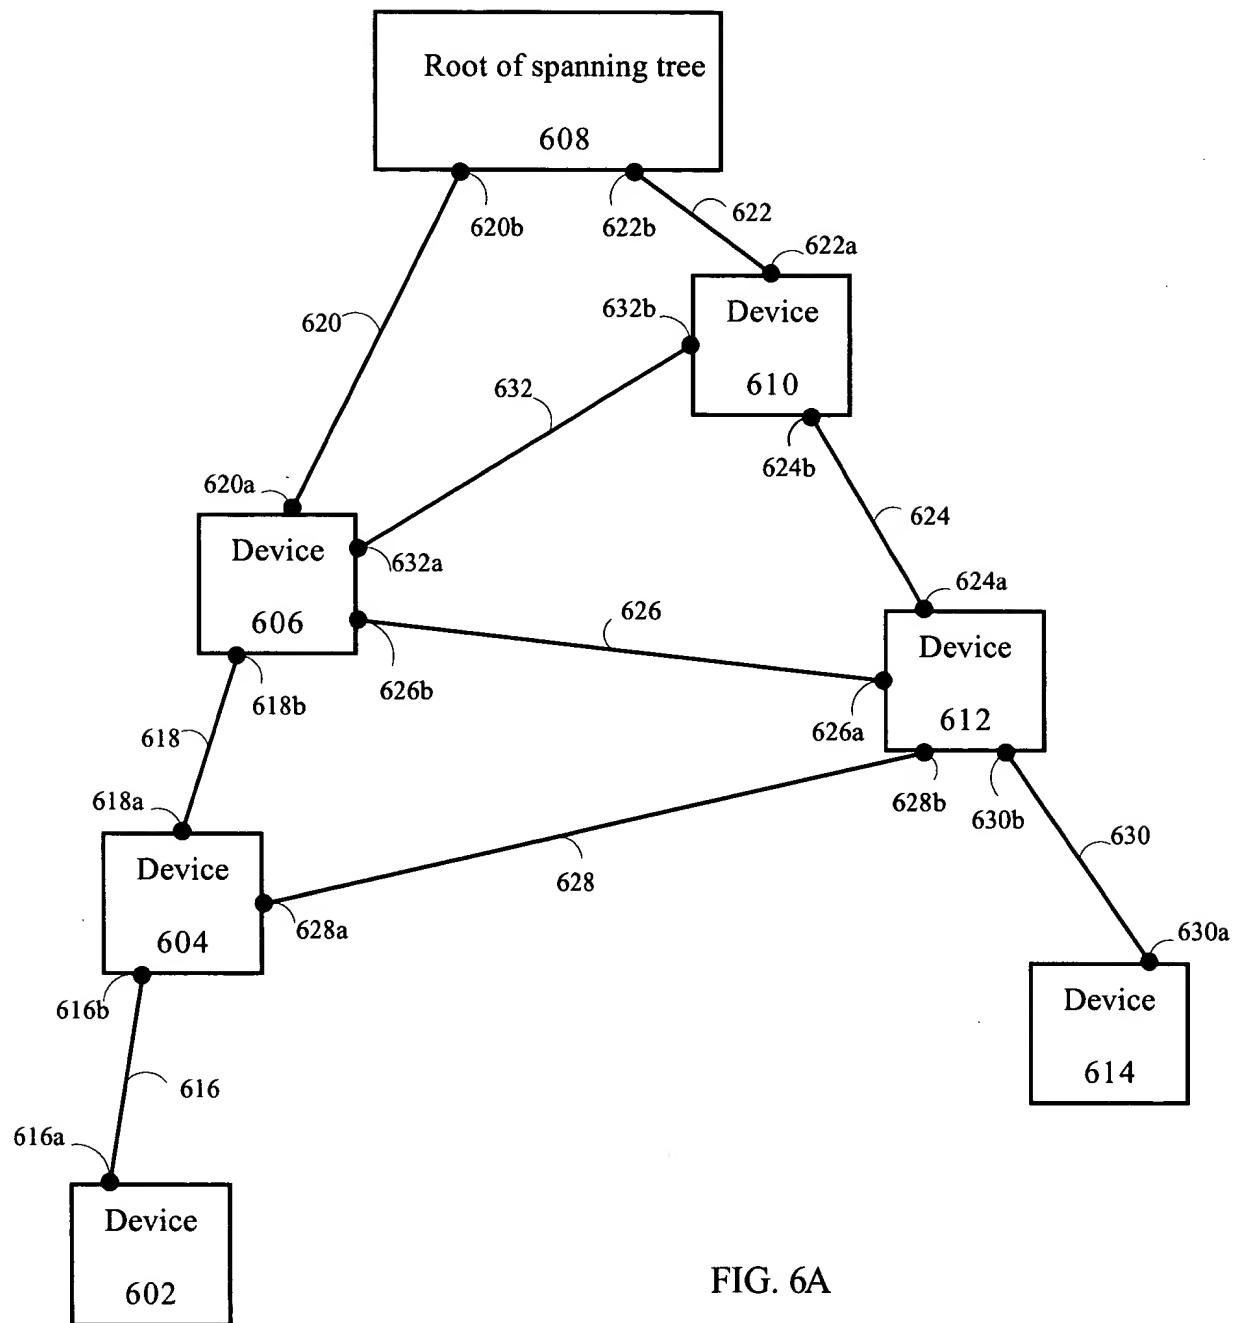 Root of spanning tree
608
620b
622b
622
622a
Device
610
632b
620
632
624b
620a
624
Device
606
632a
624a
626
Device
612
618b
626b
626a
618
618a
628b
630b
630
Device
604
628
628a
630a
616b
Device
614
616
616a
Device
602
FIG. 6A